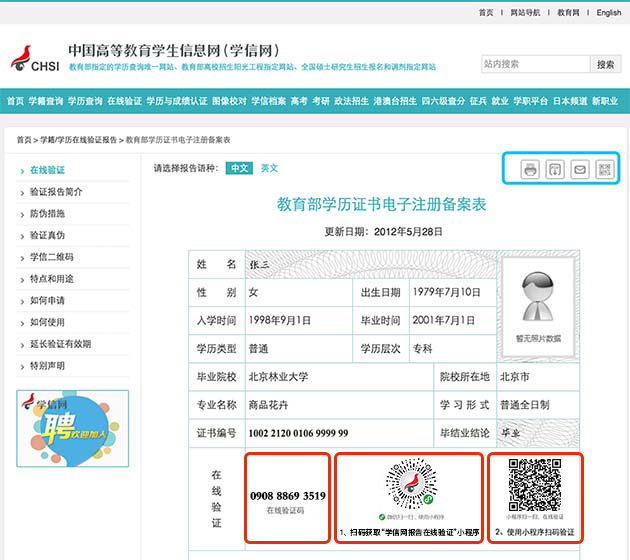 首页 | 网站导航 | 教育网 | English
CHSI
中国高等教育学生信息网（学信网）
教育部指定的学历查询唯一网站、教育部高校招生阳光工程指定网站、全国硕士研究生招生报名和调剂指定网站
站内搜索 搜索
首页 学籍查询 学历查询 在线验证 学历与成绩认证 图像校对 学信档案 高考 考研 政法招生 港澳台招生 四六级查分 征兵 就业 学职平台 日本频道 新职业
首页 > 学籍/学历在线验证报告 > 教育部学历证书电子注册备案表
在线验证
验证报告简介
防伪措施
验证真伪
学信二维码
特点和用途
如何申请
如何使用
延长验证有效期
特别声明
学信网
聘 欢迎加入
请选择报告语种： 中文 英文
教育部学历证书电子注册备案表
更新日期：2012年5月28日
姓 名 张三
性 别 女 出生日期 1979年7月10日
入学时间 1998年9月1日 毕业时间 2001年7月1日
学历类型 普通 学历层次 专科
暂无照片数据
毕业院校 北京林业大学 院校所在地 北京市
专业名称 商品花卉 学习形式 普通全日制
证书编号 1002 2120 0106 9999 99 毕结业结论 毕业
在线验证
0908 8869 3519
在线验证码
微信扫一扫，使用小程序
1、扫码获取“学信网报告在线验证”小程序
小程序扫一扫，在线验证
2、使用小程序扫码验证